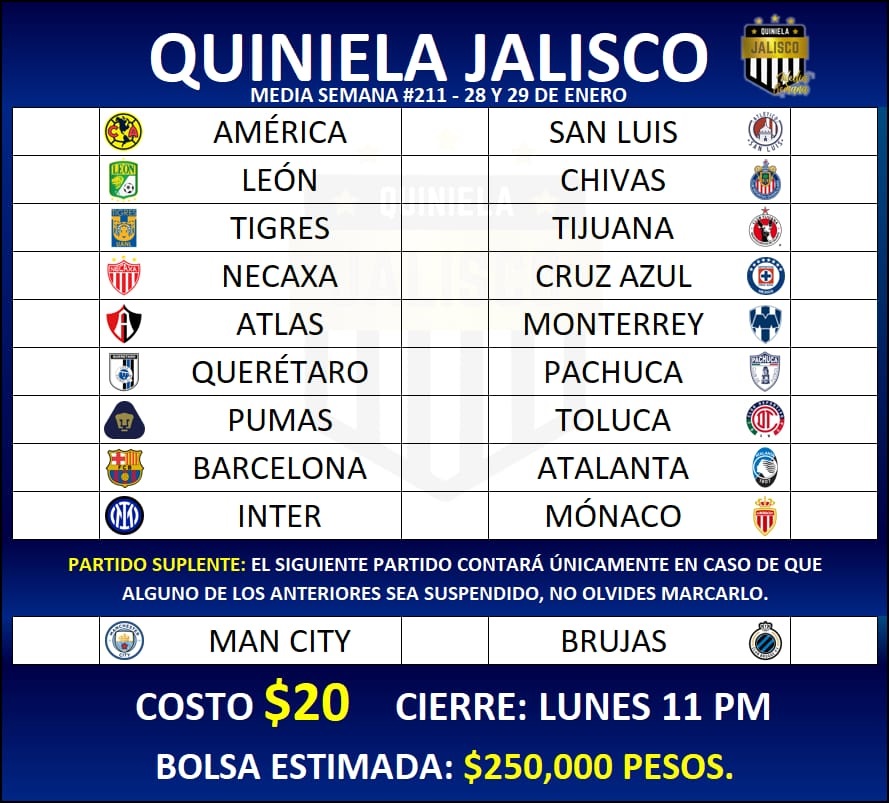 QUINIELA JALISCO
QUINIELA
JALISCO
Media Semana
MEDIA SEMANA #211 - 28 Y 29 DE ENERO
AMÉRICA SAN LUIS
LEÓN CHIVAS
TIGRES TIJUANA
NECAXA CRUZ AZUL
ATLAS MONTERREY
QUERÉTARO PACHUCA
PUMAS TOLUCA
BARCELONA ATALANTA
INTER MÓNACO
QUINIELA
JALISCO
PARTIDO SUPLENTE: EL SIGUIENTE PARTIDO CONTARÁ ÚNICAMENTE EN CASO DE QUE
ALGUNO DE LOS ANTERIORES SEA SUSPENDIDO, NO OLVIDES MARCARLO.
MAN CITY BRUJAS
COSTO $20 CIERRE: LUNES 11 PM
BOLSA ESTIMADA: $250,000 PESOS.